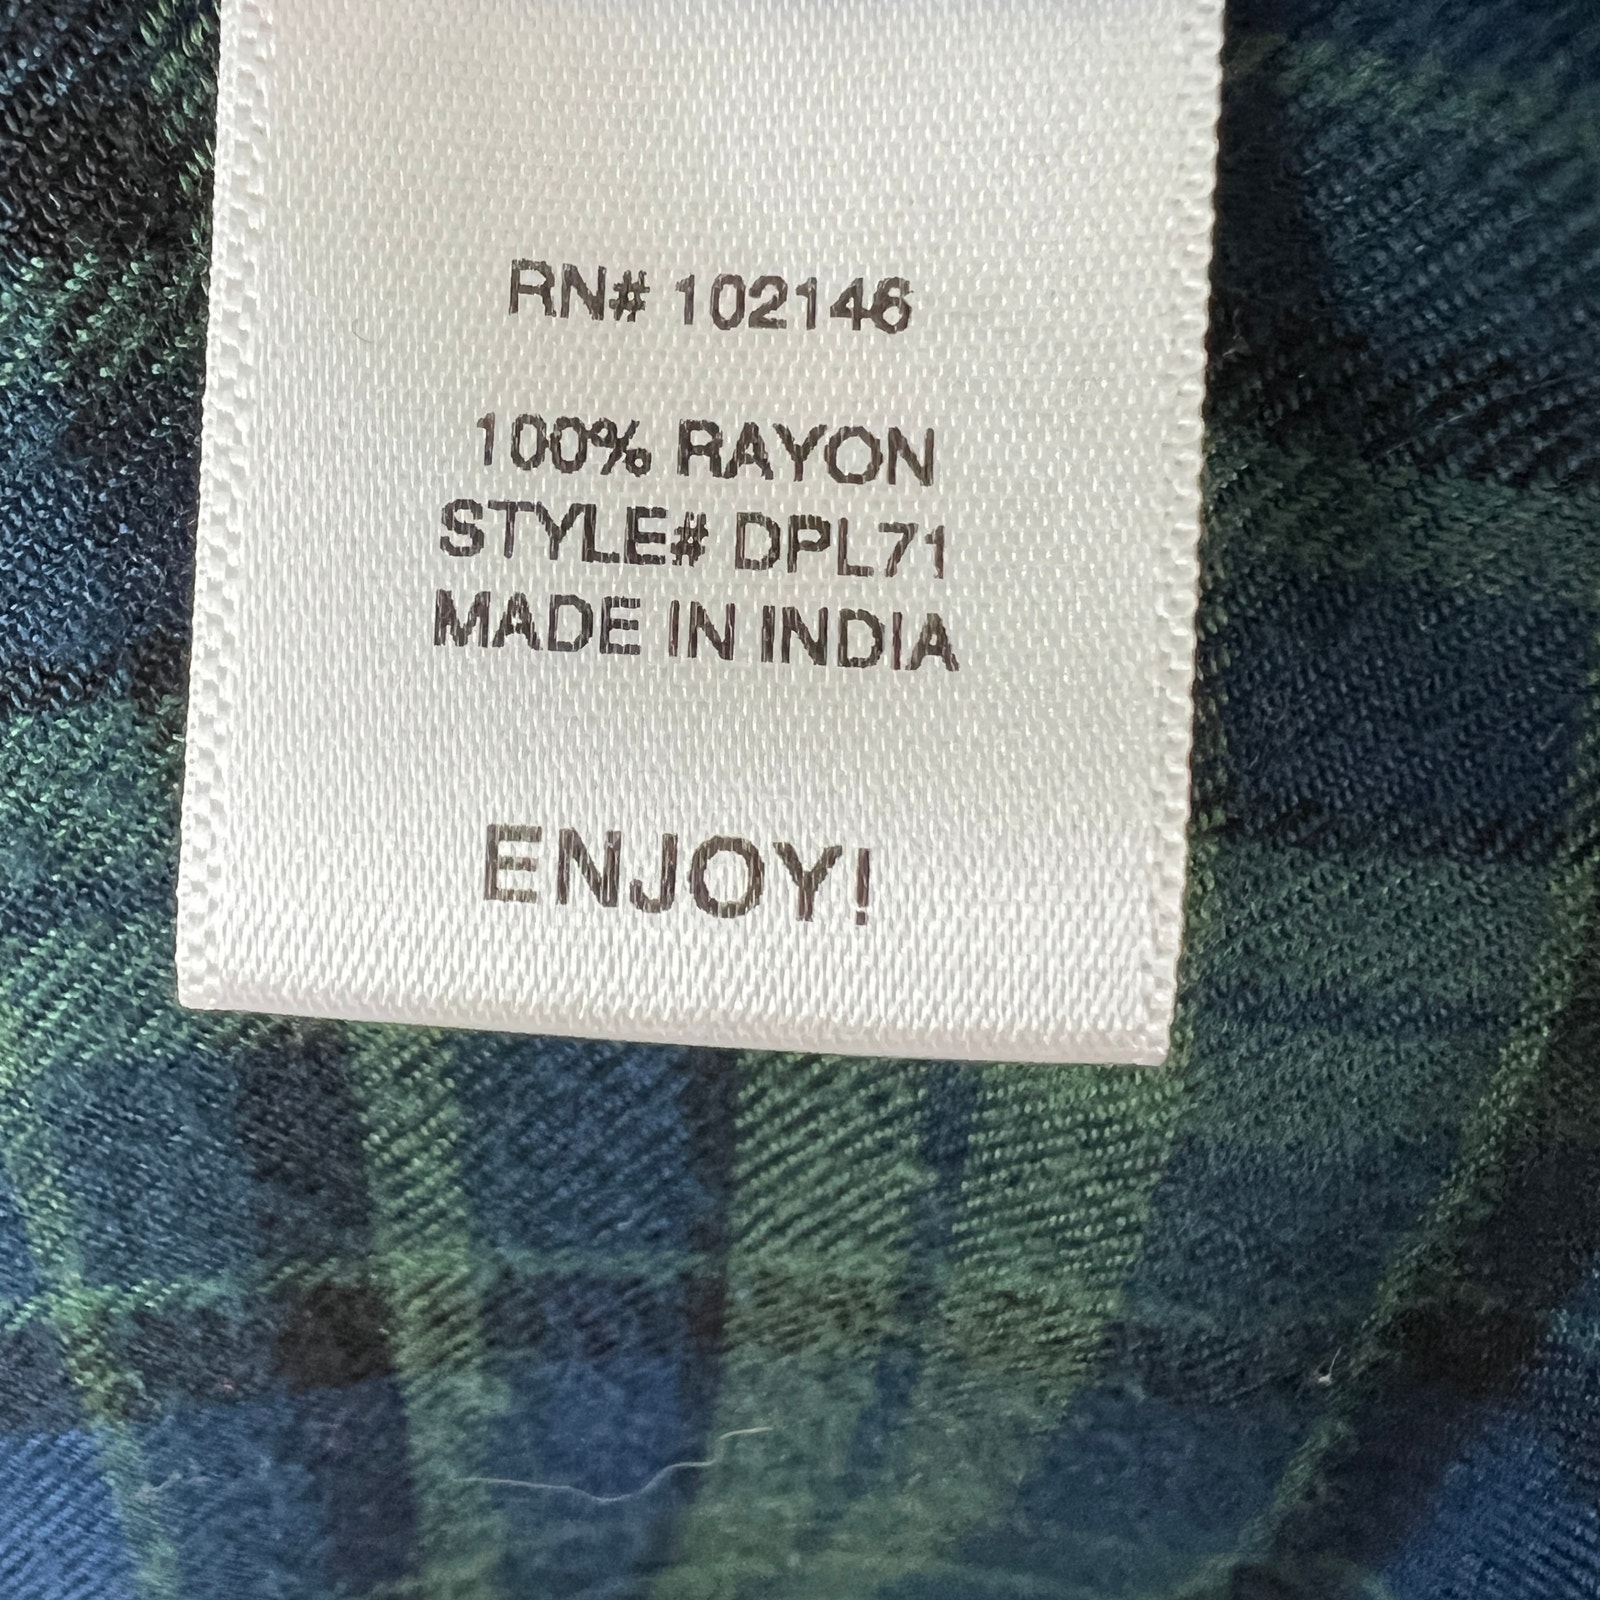 RN# 102146
100% RAYON
STYLE# DPL71
MADE IN INDIA
ENJOY!